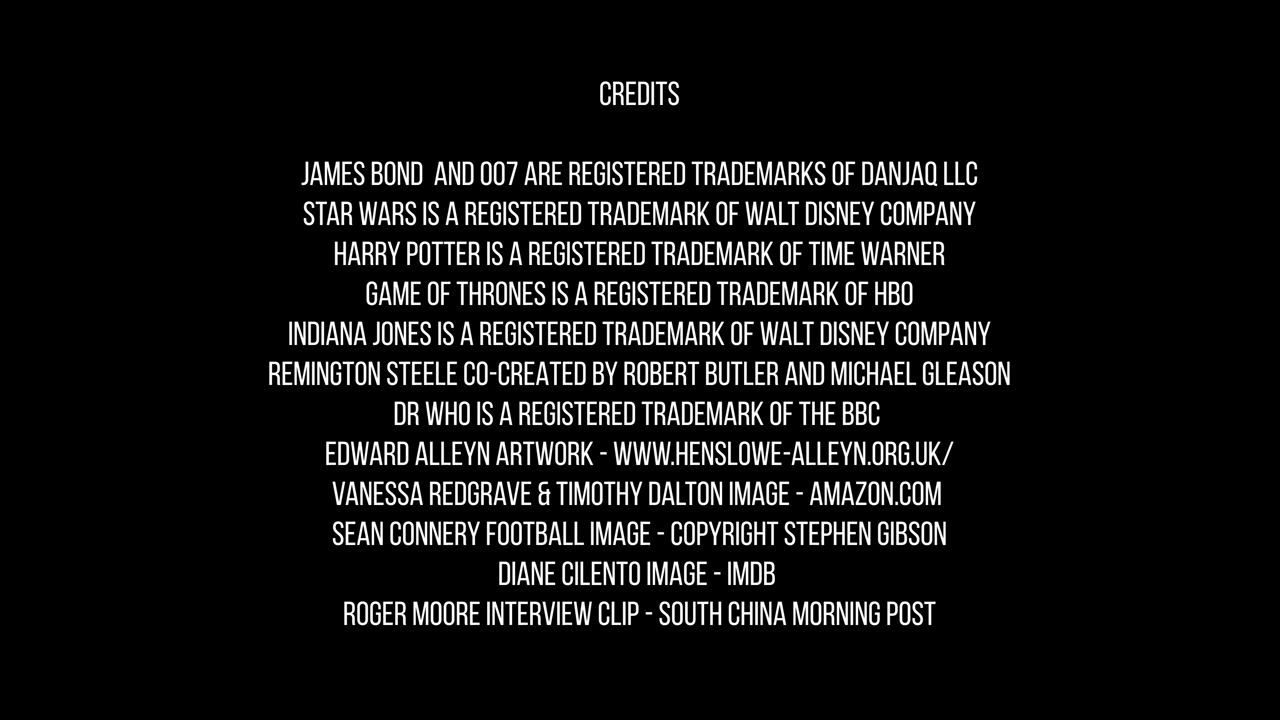 CREDITS
JAMES BOND AND 007 ARE REGISTERED TRADEMARKS OF DANJAQ LLC
STAR WARS IS A REGISTERED TRADEMARK OF WALT DISNEY COMPANY
HARRY POTTER IS A REGISTERED TRADEMARK OF TIME WARNER
GAME OF THRONES IS A REGISTERED TRADEMARK OF HBO
INDIANA JONES IS A REGISTERED TRADEMARK OF WALT DISNEY COMPANY
REMINGTON STEELE CO-CREATED BY ROBERT BUTLER AND MICHAEL GLEASON
DR WHO IS A REGISTERED TRADEMARK OF THE BBC
EDWARD ALLEYN ARTWORK - WWW.HENSLOWE-ALLEYN.ORG.UK/
VANESSA REDGRAVE & TIMOTHY DALTON IMAGE - AMAZON.COM
SEAN CONNERY FOOTBALL IMAGE - COPYRIGHT STEPHEN GIBSON
DIANE CILENTO IMAGE - IMDB
ROGER MOORE INTERVIEW CLIP - SOUTH CHINA MORNING POST